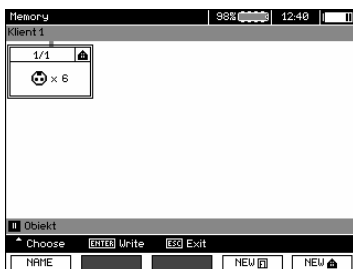 Memory 98% 12:40
Klient 1
1/1
x 6
Obiekt
Choose ENTER Write ESC Exit
NAME NEW NEW